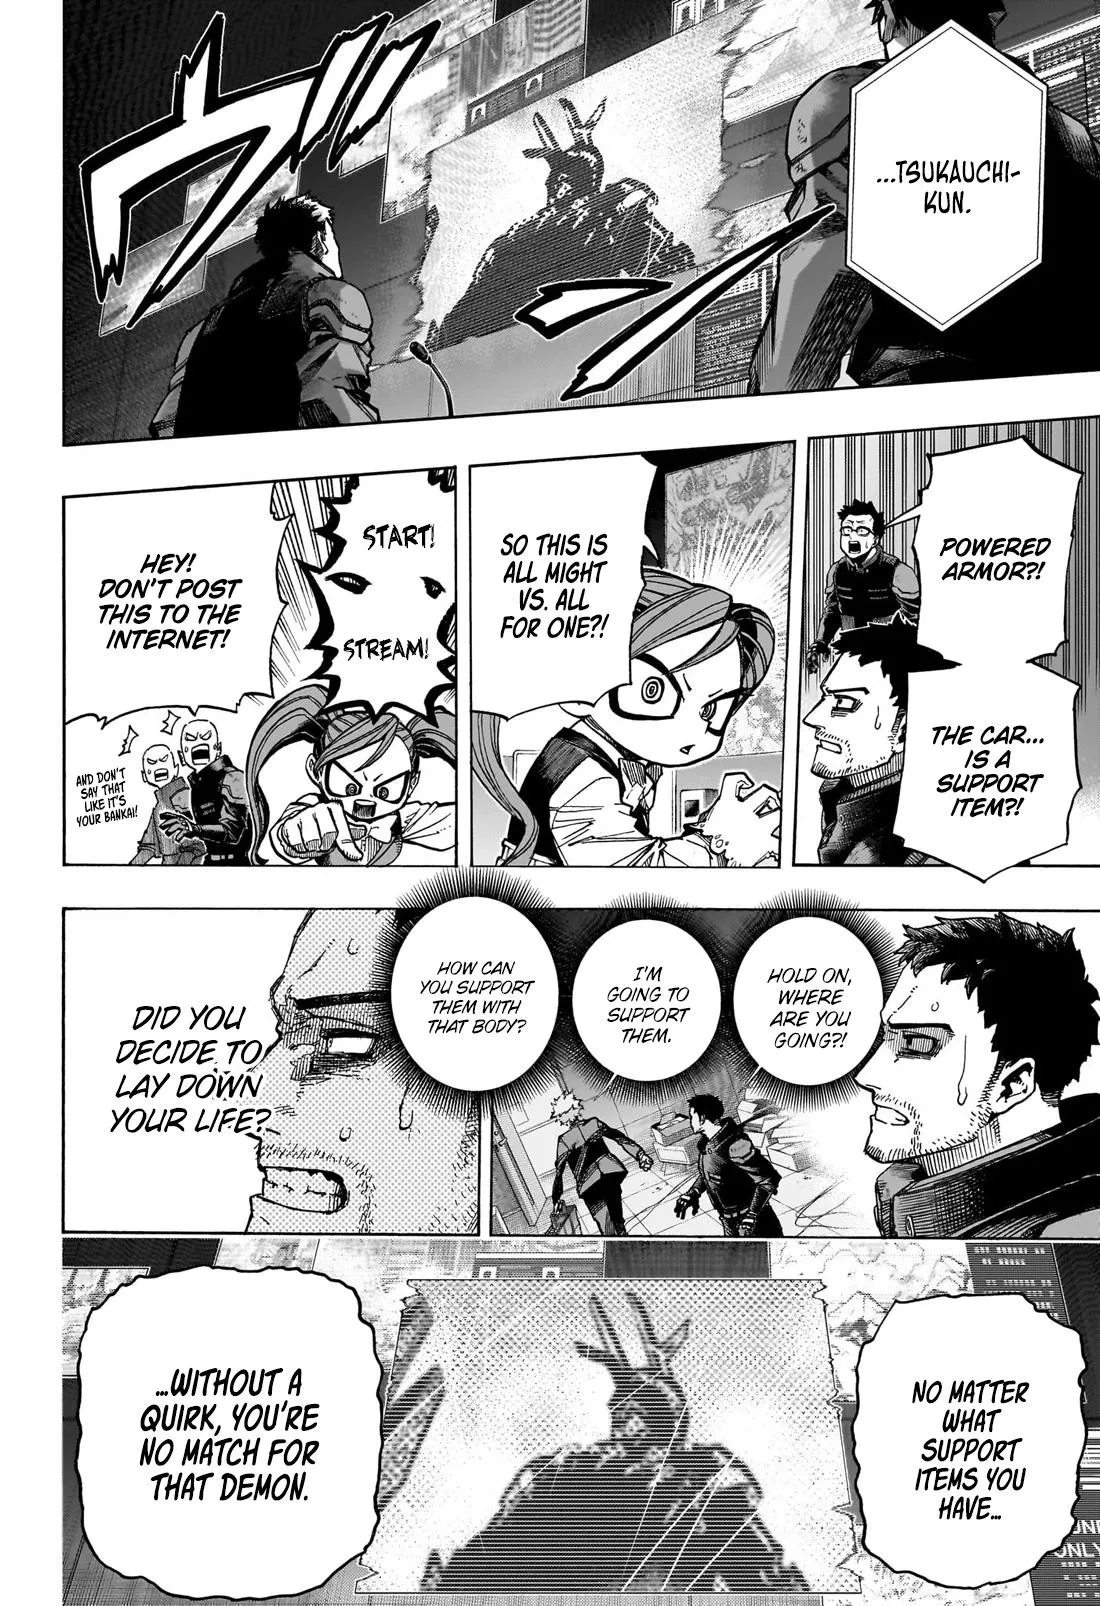 ...TSUKAUCHI-
KUN.
ヴッ
POWERED
ARMOR?!
THE CAR...
IS A
SUPPORT
ITEM?!
SO THIS IS
ALL MIGHT
VS. ALL
FOR ONE?!
START!
STREAM!
HEY!
DON'T POST
THIS TO THE
INTERNET!
AND DON'T
SAY THAT
LIKE IT'S
YOUR BANKAI!
HOLD ON,
WHERE
ARE YOU
GOING?!
I'M
GOING TO
SUPPORT
THEM.
HOW CAN
YOU SUPPORT
THEM WITH
THAT BODY?
DID YOU
DECIDE TO
LAY DOWN
YOUR LIFE?
NO MATTER
WHAT
SUPPORT
ITEMS YOU
HAVE...
...WITHOUT A
QUIRK, YOU'RE
NO MATCH FOR
THAT DEMON.
ONLY